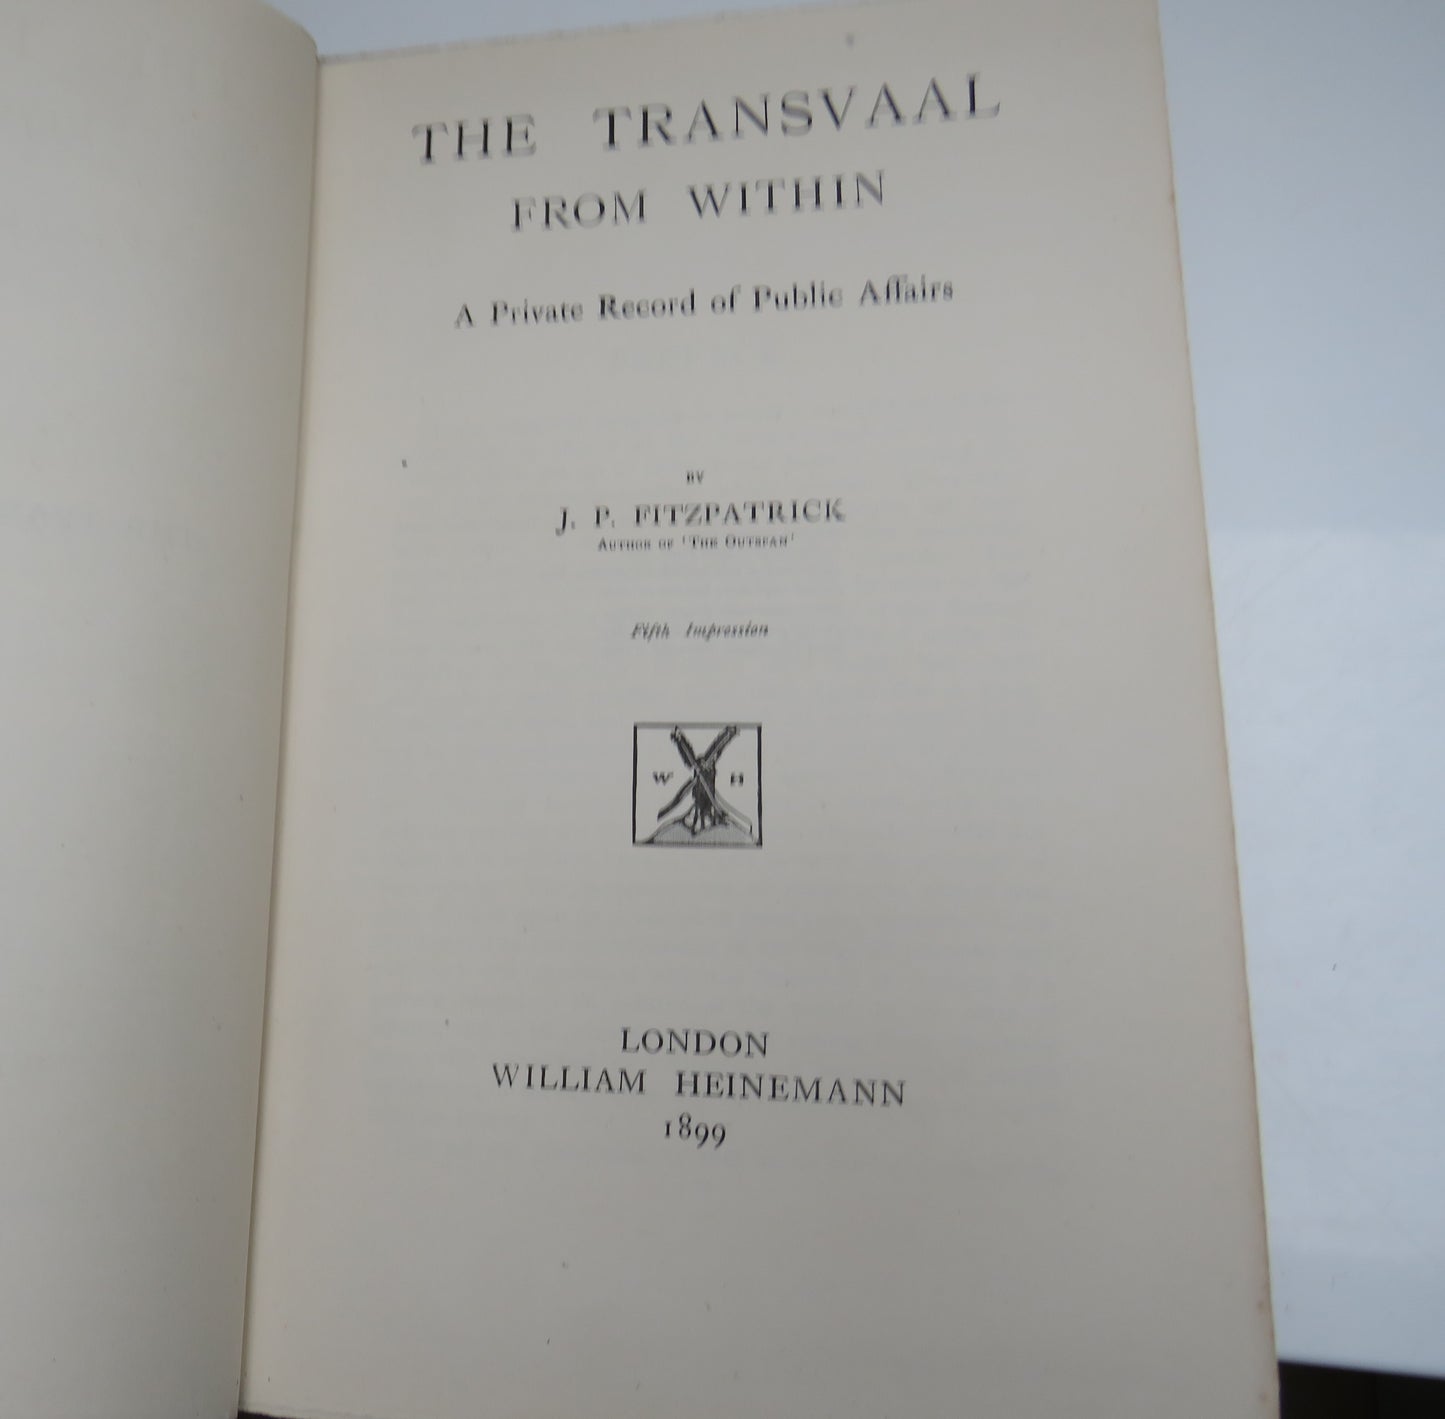 THE TRANSVAAL
FROM WITHIN
A Private Record of Public Affairs
BY
J. P. FITZPATRICK
AUTHOR OF 'THE OUTSPAN'
Fifth Impression
W H
LONDON
WILLIAM HEINEMANN
1899